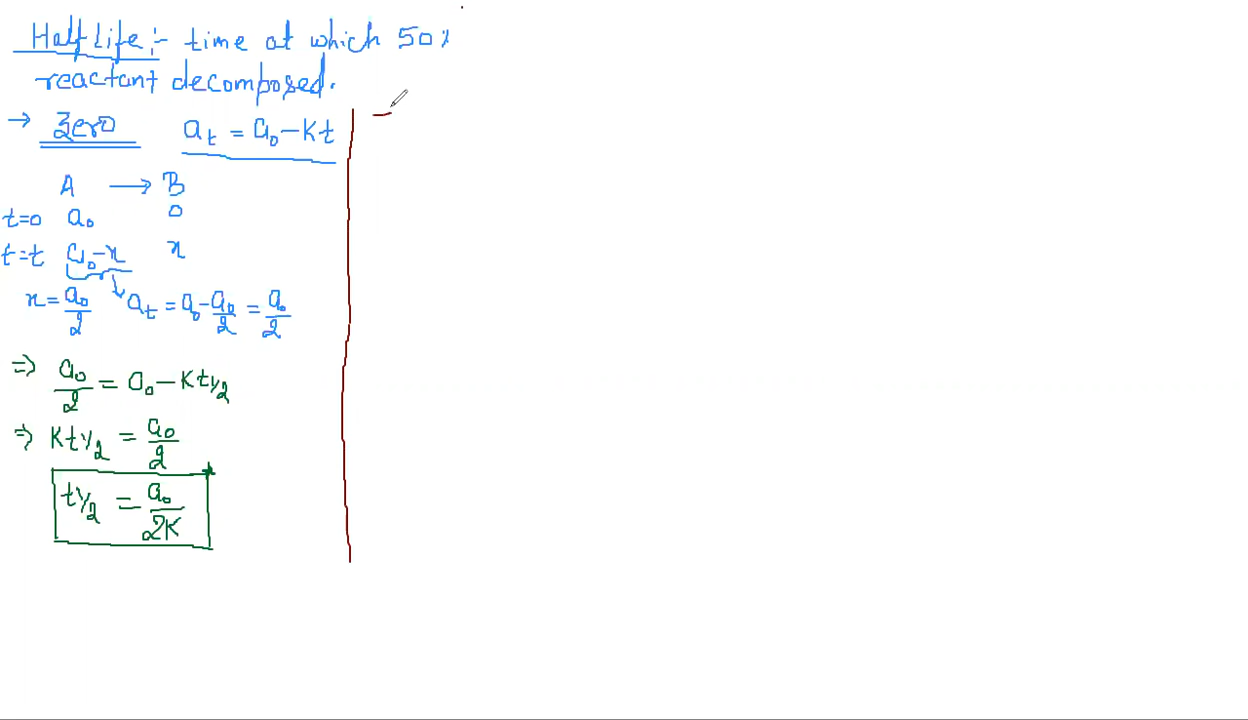 Half Life :- time at which 50%
reactant decomposed.
→ Zero a_t = a_0 - Kt
A → B
t=0 a_0 0
t=t a_0-x x
x = a_0/2 a_t = a_0 - a_0/2 = a_0/2
⇒ a_0/2 = a_0 - Kt_1/2
⇒ Kt_1/2 = a_0/2
t_1/2 = a_0/2K